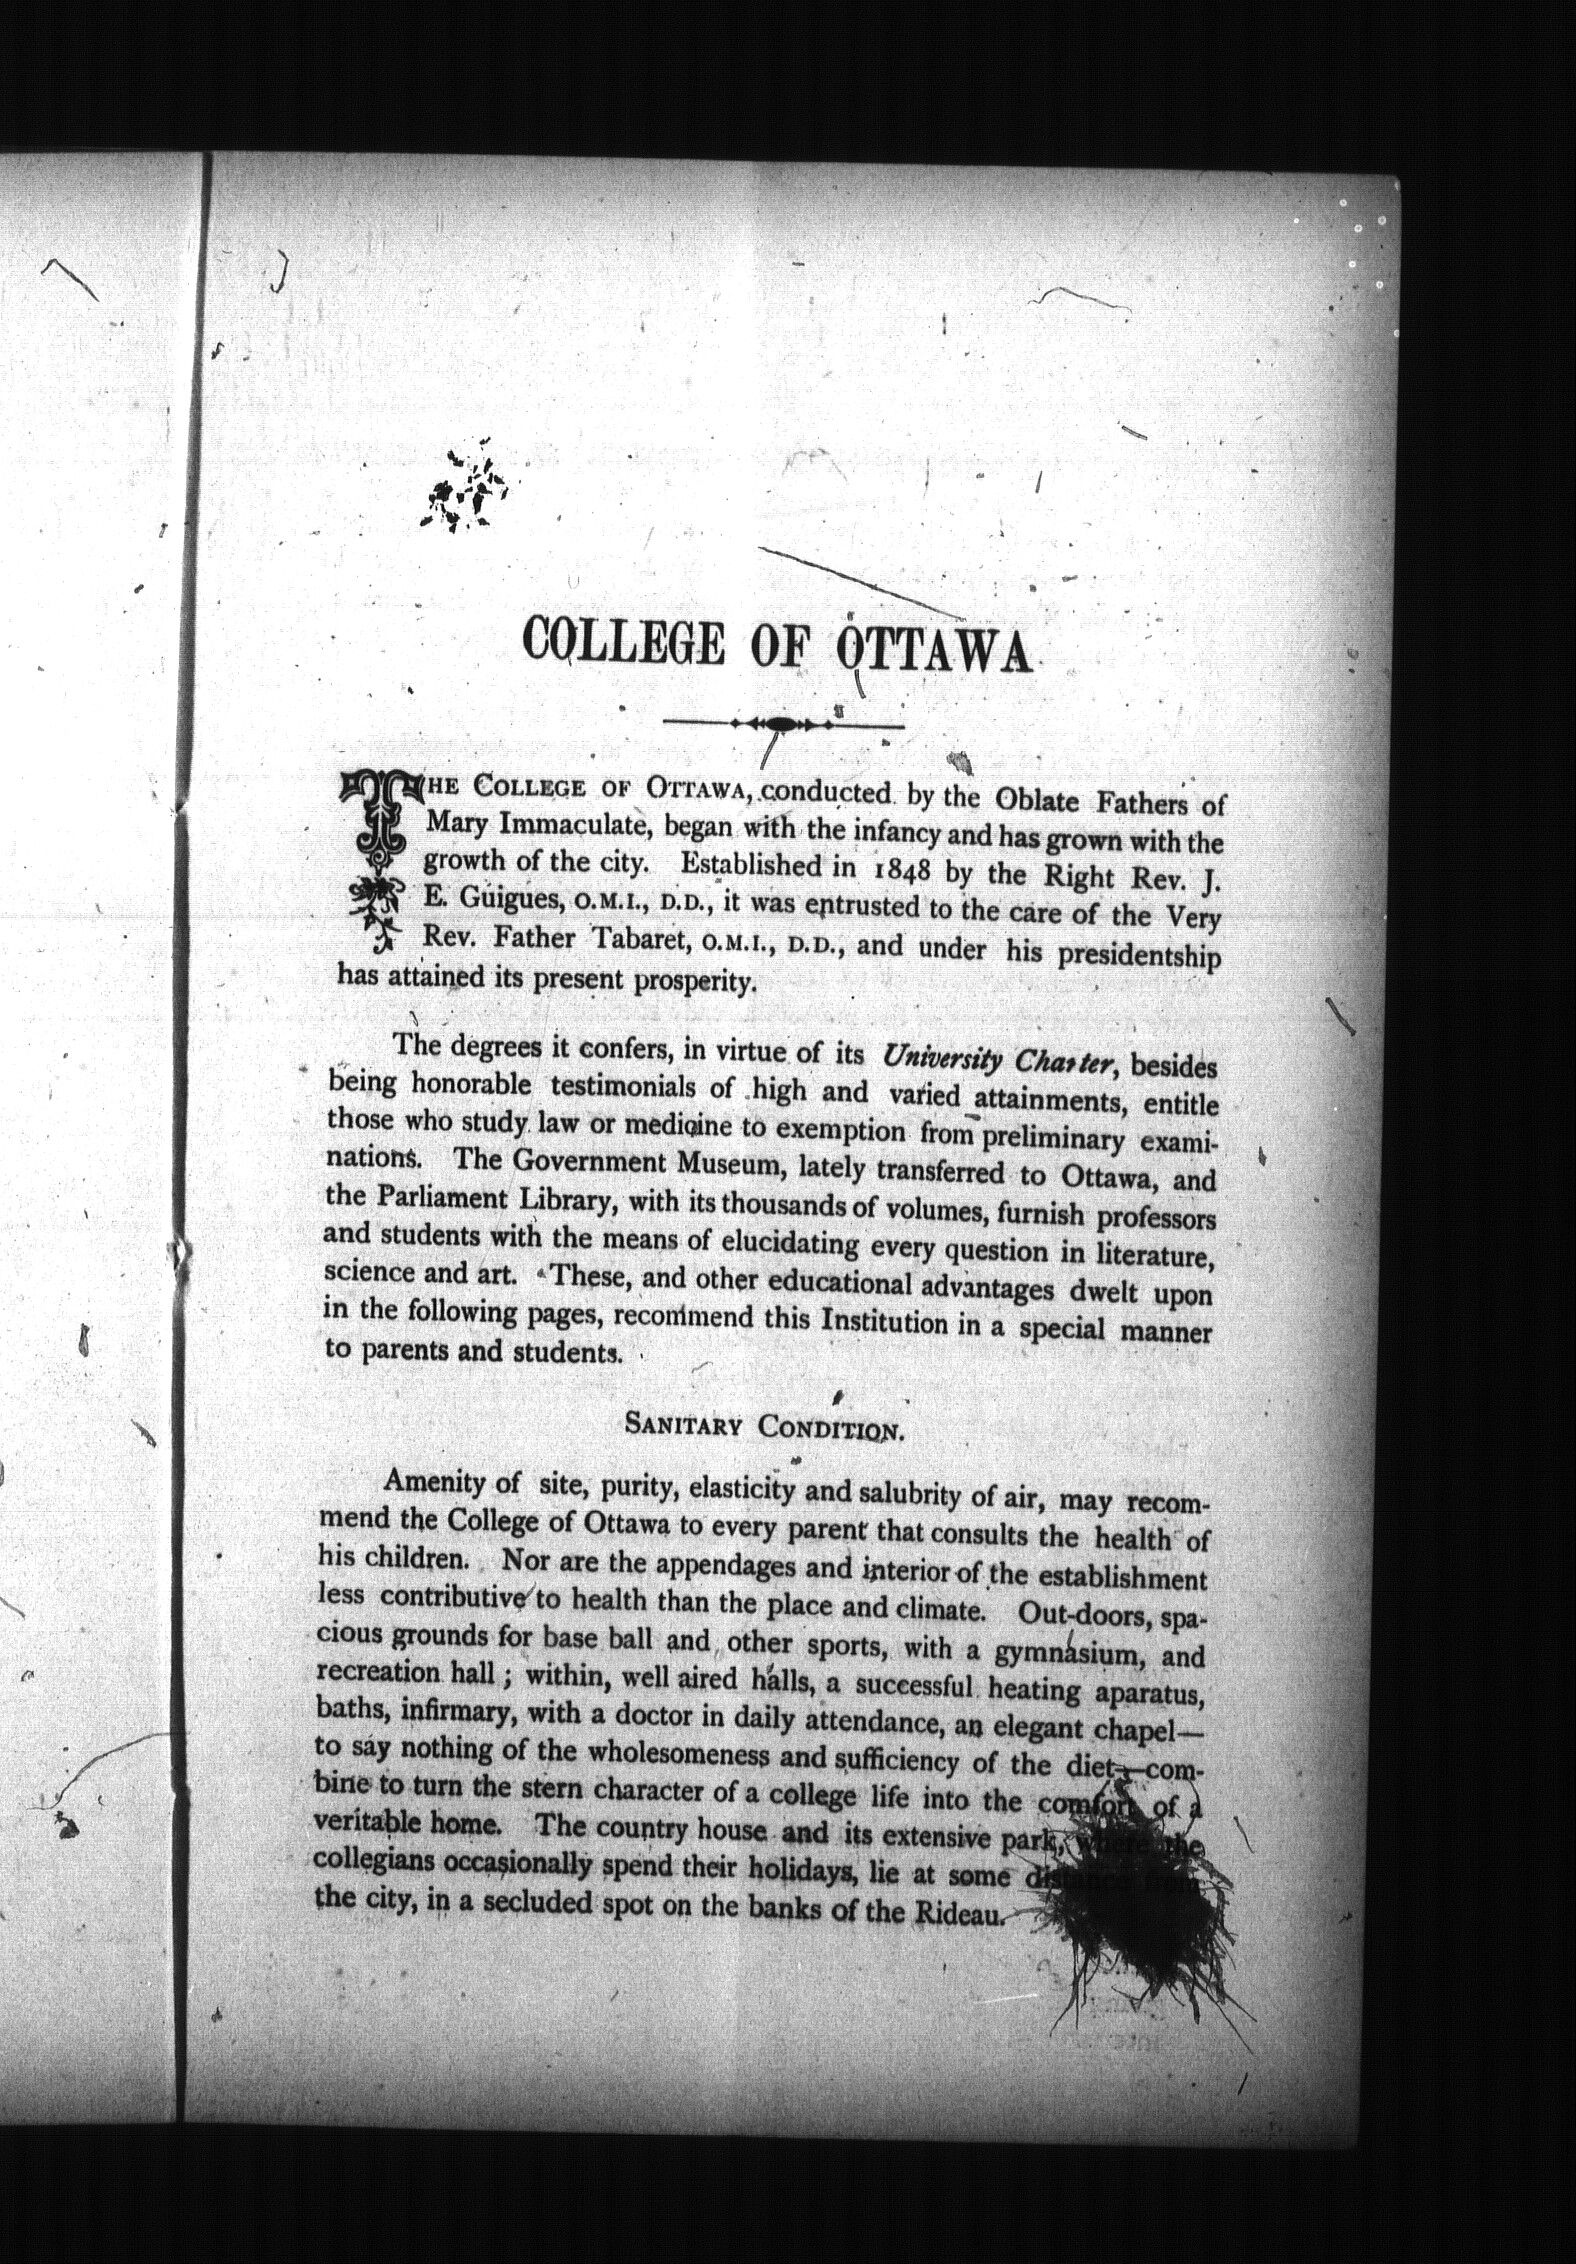 COLLEGE OF OTTAWA
THE COLLEGE OF OTTAWA, conducted by the Oblate Fathers of
Mary Immaculate, began with the infancy and has grown with the
growth of the city. Established in 1848 by the Right Rev. J.
E. Guigues, O.M.I., D.D., it was entrusted to the care of the Very
Rev. Father Tabaret, O.M.I., D.D., and under his presidentship
has attained its present prosperity.
The degrees it confers, in virtue of its University Charter, besides
being honorable testimonials of high and varied attainments, entitle
those who study law or medicine to exemption from preliminary exami-
nations. The Government Museum, lately transferred to Ottawa, and
the Parliament Library, with its thousands of volumes, furnish professors
and students with the means of elucidating every question in literature,
science and art. These, and other educational advantages dwelt upon
in the following pages, recommend this Institution in a special manner
to parents and students.
SANITARY CONDITION.
Amenity of site, purity, elasticity and salubrity of air, may recom-
mend the College of Ottawa to every parent that consults the health of
his children. Nor are the appendages and interior of the establishment
less contributive to health than the place and climate. Out-doors, spa-
cious grounds for base ball and other sports, with a gymnasium, and
recreation hall ; within, well aired halls, a successful heating aparatus,
baths, infirmary, with a doctor in daily attendance, an elegant chapel—
to say nothing of the wholesomeness and sufficiency of the diet—com-
bine to turn the stern character of a college life into the comfort of a
veritable home. The country house and its extensive park, where the
collegians occasionally spend their holidays, lie at some distance from
the city, in a secluded spot on the banks of the Rideau.